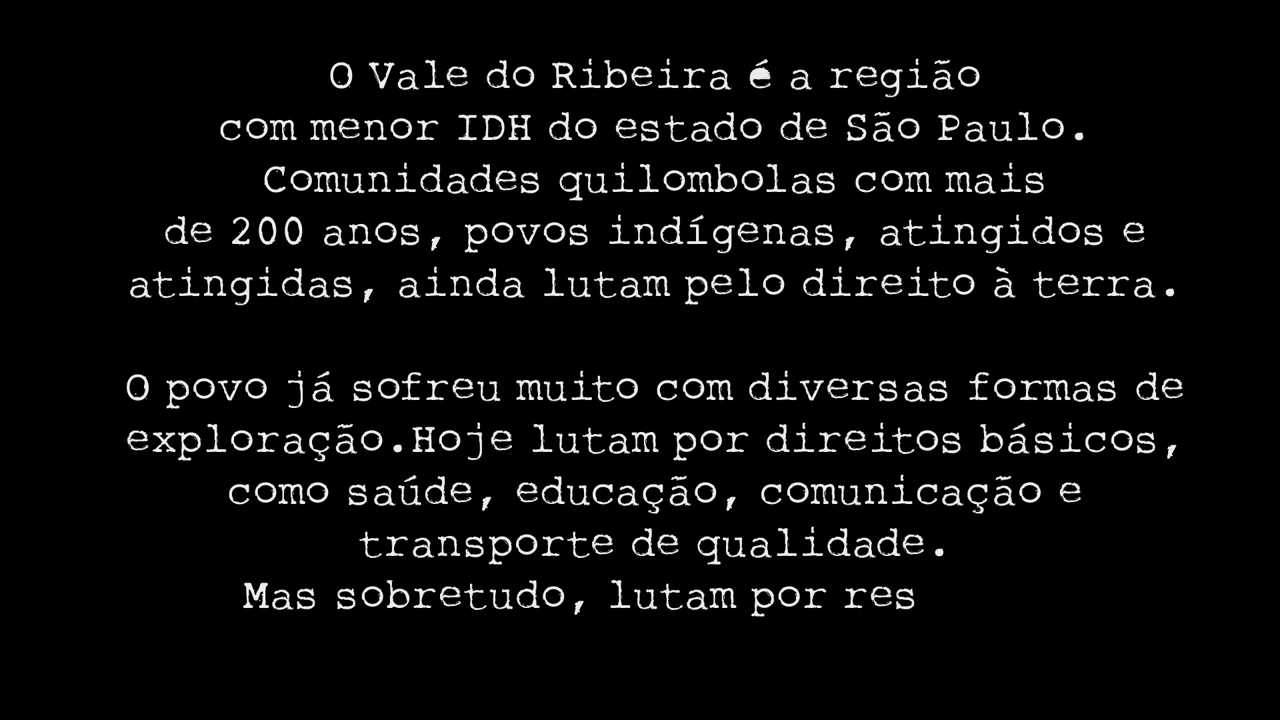 O Vale do Ribeira é a região
com menor IDH do estado de São Paulo.
Comunidades quilombolas com mais
de 200 anos, povos indígenas, atingidos e
atingidas, ainda lutam pelo direito à terra.
O povo já sofreu muito com diversas formas de
exploração.Hoje lutam por direitos básicos,
como saúde, educação, comunicação e
transporte de qualidade.
Mas sobretudo, lutam por res